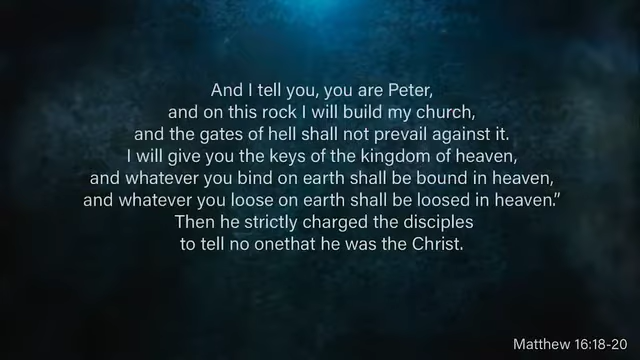 And I tell you, you are Peter,
and on this rock I will build my church,
and the gates of hell shall not prevail against it.
I will give you the keys of the kingdom of heaven,
and whatever you bind on earth shall be bound in heaven,
and whatever you loose on earth shall be loosed in heaven.”
Then he strictly charged the disciples
to tell no onethat he was the Christ.
Matthew 16:18-20